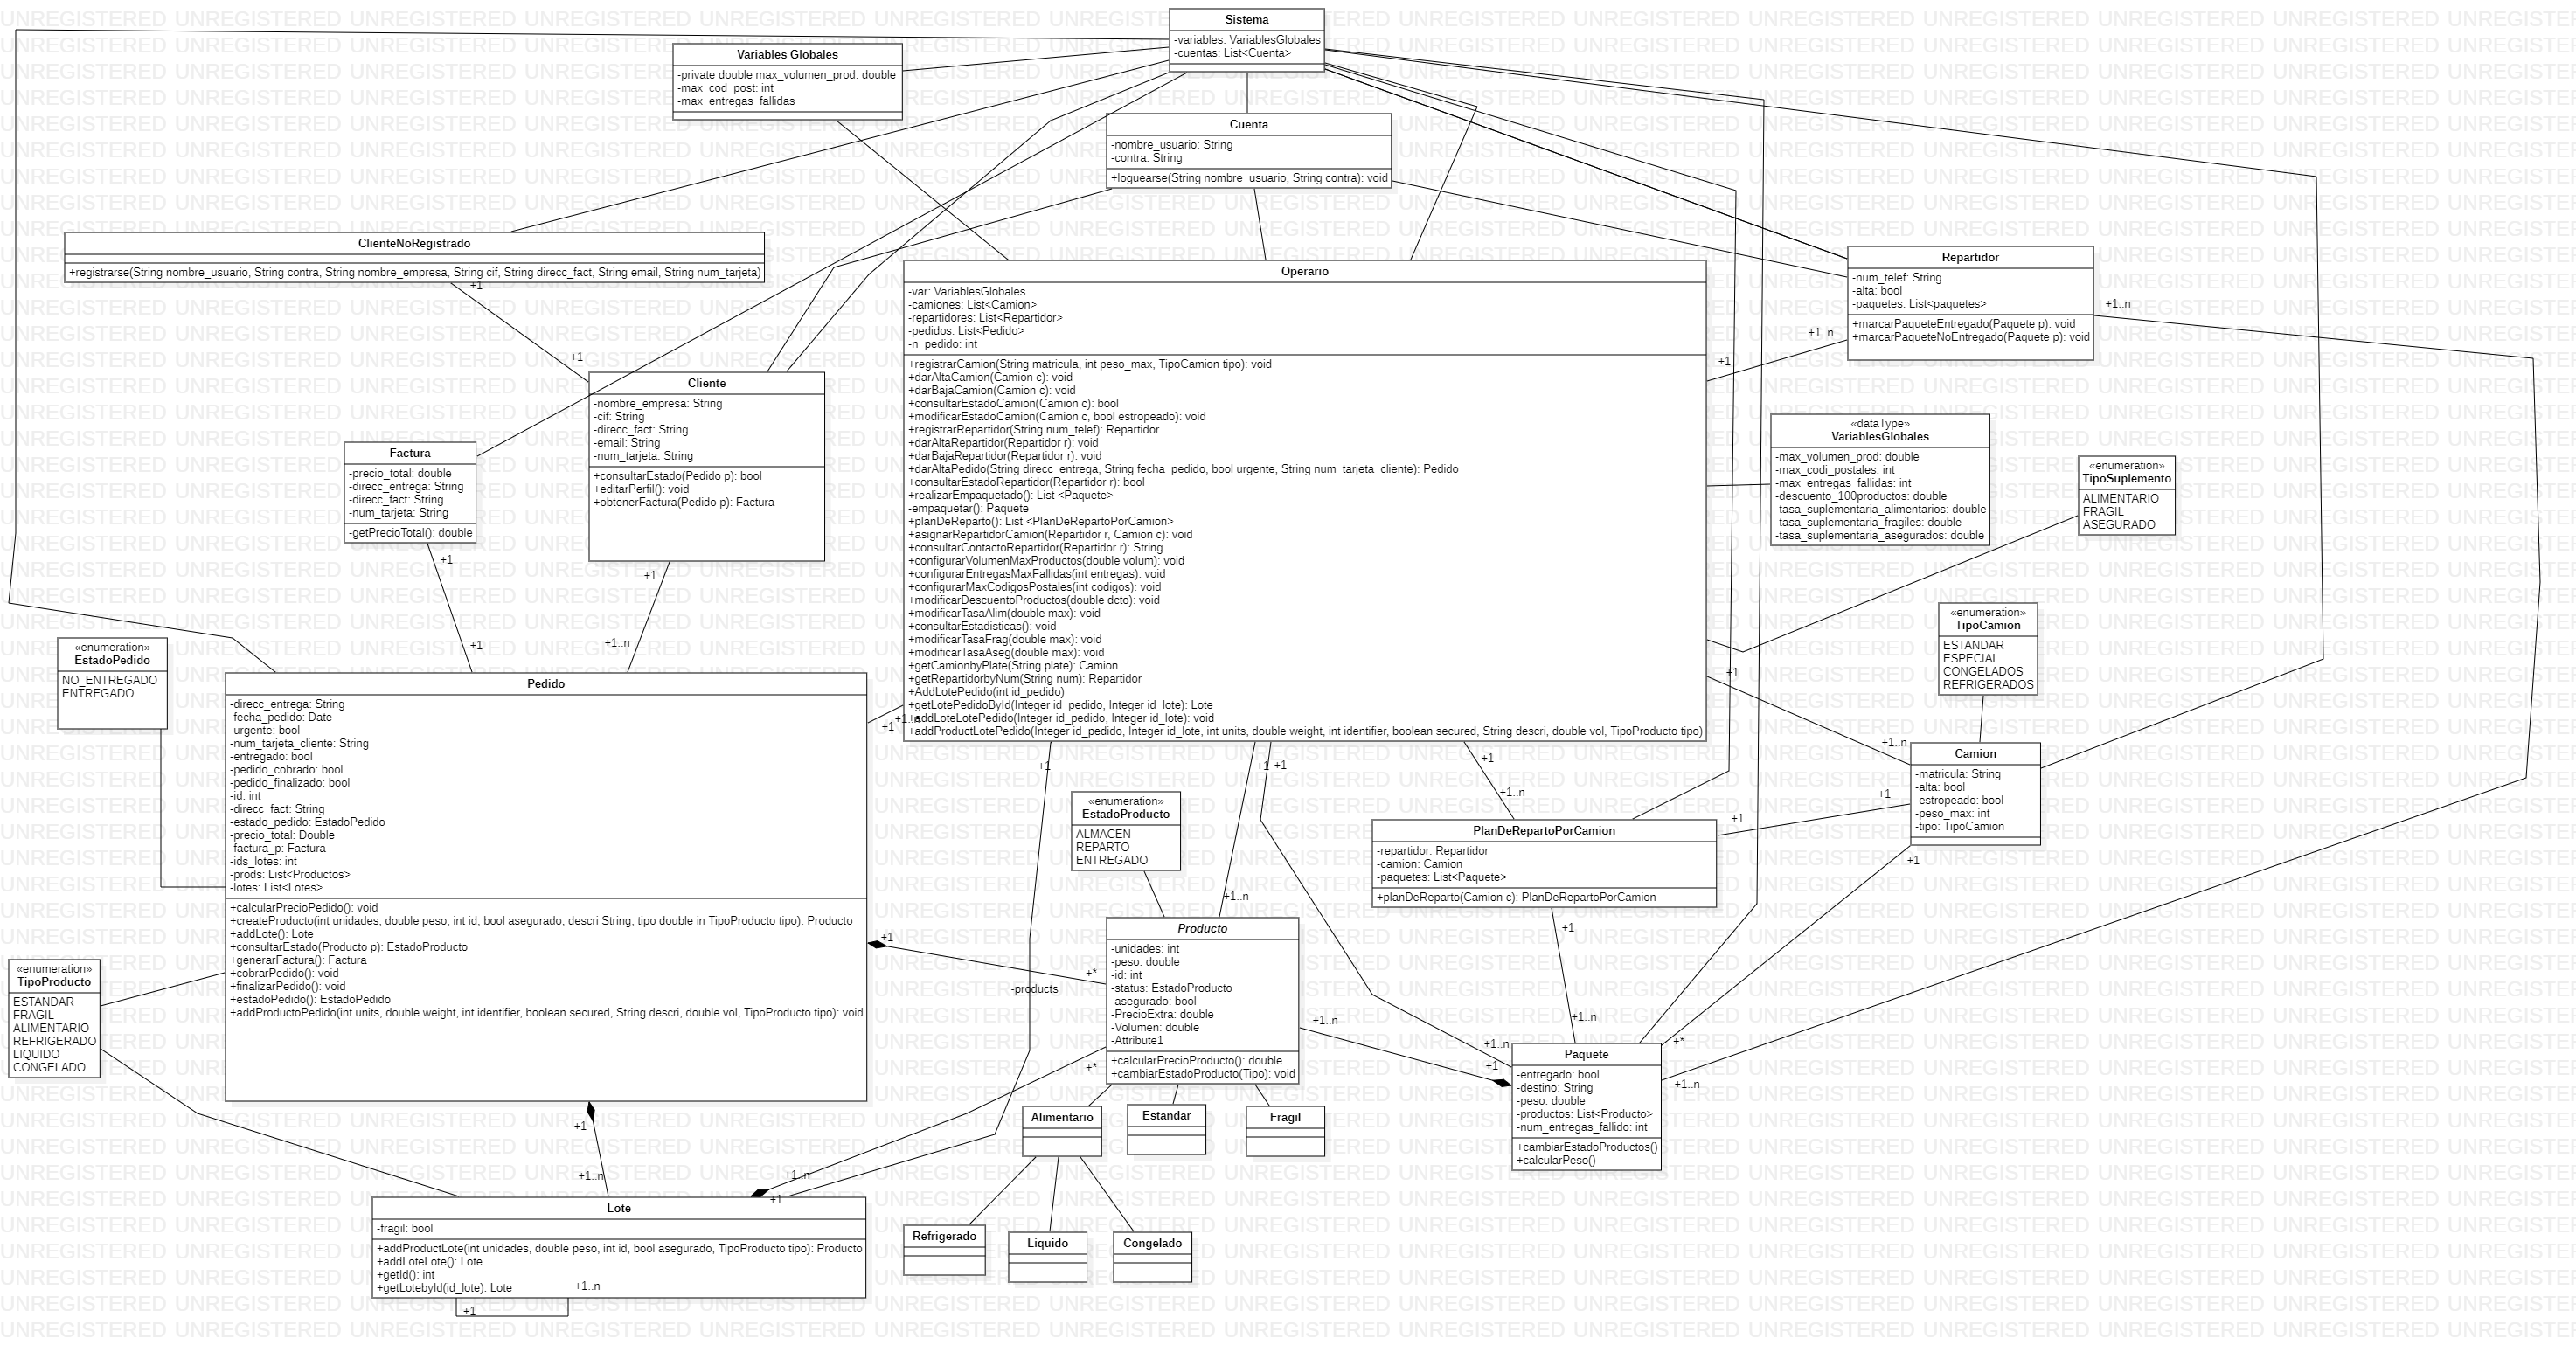 Sistema
-variables: VariablesGlobales
-cuentas: List<Cuenta>
Variables Globales
-private double max_volumen_prod: double
-max_cod_post: int
-max_entregas_fallidas
Cuenta
-nombre_usuario: String
-contra: String
+loguearse(String nombre_usuario, String contra): void
ClienteNoRegistrado
+registrarse(String nombre_usuario, String contra, String nombre_empresa, String cif, String direcc_fact, String email, String num_tarjeta)
+1
+1
Cliente
-nombre_empresa: String
-cif: String
-direcc_fact: String
-email: String
-num_tarjeta: String
+consultarEstado(Pedido p): bool
+editarPerfil(): void
+obtenerFactura(Pedido p): Factura
+1
+1..n
Factura
-precio_total: double
-direcc_entrega: String
-direcc_fact: String
-num_tarjeta: String
-getPrecioTotal(): double
+1
+1
Operario
-var: VariablesGlobales
-camiones: List<Camion>
-repartidores: List<Repartidor>
-pedidos: List<Pedido>
-n_pedido: int
+registrarCamion(String matricula, int peso_max, TipoCamion tipo): void
+darAltaCamion(Camion c): void
+darBajaCamion(Camion c): void
+consultarEstadoCamion(Camion c): bool
+modificarEstadoCamion(Camion c, bool estropeado): void
+registrarRepartidor(String num_telef): Repartidor
+darAltaRepartidor(Repartidor r): void
+darBajaRepartidor(Repartidor r): void
+darAltaPedido(String direcc_entrega, String fecha_pedido, bool urgente, String num_tarjeta_cliente): Pedido
+consultarEstadoRepartidor(Repartidor r): bool
+realizarEmpaquetado(): List <Paquete>
-empaquetar(): Paquete
+planDeReparto(): List <PlanDeRepartoPorCamion>
+asignarRepartidorCamion(Repartidor r, Camion c): void
+consultarContactoRepartidor(Repartidor r): String
+configurarVolumenMaxProductos(double volum): void
+configurarEntregasMaxFallidas(int entregas): void
+configurarMaxCodigosPostales(int codigos): void
+modificarDescuentoProductos(double dcto): void
+modificarTasaAlim(double max): void
+consultarEstadisticas(): void
+modificarTasaFrag(double max): void
+modificarTasaAseg(double max): void
+getCamionbyPlate(String plate): Camion
+getRepartidorbyNum(String num): Repartidor
+AddLotePedido(int id_pedido)
+getLotePedidoById(Integer id_pedido, Integer id_lote): Lote
+addLoteLotePedido(Integer id_pedido, Integer id_lote): void
+addProductLotePedido(Integer id_pedido, Integer id_lote, int units, double weight, int identifier, boolean secured, String descri, double vol, TipoProducto tipo)
+1
+1..n
Repartidor
-num_telef: String
-alta: bool
-paquetes: List<paquetes>
+marcarPaqueteEntregado(Paquete p): void
+marcarPaqueteNoEntregado(Paquete p): void
+1..n
+1..n
+1
«dataType»
VariablesGlobales
-max_volumen_prod: double
-max_codi_postales: int
-max_entregas_fallidas: int
-descuento_100productos: double
-tasa_suplementaria_alimentarios: double
-tasa_suplementaria_fragiles: double
-tasa_suplementaria_asegurados: double
«enumeration»
TipoSuplemento
ALIMENTARIO
FRAGIL
ASEGURADO
«enumeration»
TipoCamion
ESTANDAR
ESPECIAL
CONGELADOS
REFRIGERADOS
+1
+1..n
Camion
-matricula: String
-alta: bool
-estropeado: bool
-peso_max: int
-tipo: TipoCamion
+1
+1
+1
«enumeration»
EstadoPedido
NO_ENTREGADO
ENTREGADO
Pedido
-direcc_entrega: String
-fecha_pedido: Date
-urgente: bool
-num_tarjeta_cliente: String
-entregado: bool
-pedido_cobrado: bool
-pedido_finalizado: bool
-id: int
-direcc_fact: String
-estado_pedido: EstadoPedido
-precio_total: Double
-factura_p: Factura
-ids_lotes: int
-prods: List<Productos>
-lotes: List<Lotes>
+calcularPrecioPedido(): void
+createProducto(int unidades, double peso, int id, bool asegurado, descri String, tipo double in TipoProducto tipo): Producto
+addLote(): Lote
+consultarEstado(Producto p): EstadoProducto
+generarFactura(): Factura
+cobrarPedido(): void
+finalizarPedido(): void
+estadoPedido(): EstadoPedido
+addProductoPedido(int units, double weight, int identifier, boolean secured, String descri, double vol, TipoProducto tipo): void
«enumeration»
TipoProducto
ESTANDAR
FRAGIL
ALIMENTARIO
REFRIGERADO
LIQUIDO
CONGELADO
+1
+1
+1
+1
+1..n
«enumeration»
EstadoProducto
ALMACEN
REPARTO
ENTREGADO
PlanDeRepartoPorCamion
-repartidor: Repartidor
-camion: Camion
-paquetes: List<Paquete>
+planDeReparto(Camion c): PlanDeRepartoPorCamion
+1
+1..n
+1..n
Producto
-unidades: int
-peso: double
-id: int
-status: EstadoProducto
-asegurado: bool
-PrecioExtra: double
-Volumen: double
-Attribute1
+calcularPrecioProducto(): double
+cambiarEstadoProducto(Tipo): void
+1
+*
-products
+*
+1..n
+1..n
+1
+*
+1..n
Paquete
-entregado: bool
-destino: String
-peso: double
-productos: List<Producto>
-num_entregas_fallido: int
+cambiarEstadoProductos()
+calcularPeso()
Alimentario
Estandar
Fragil
Refrigerado
Liquido
Congelado
+1
+1..n
+1..n
+1
Lote
-fragil: bool
+addProductLote(int unidades, double peso, int id, bool asegurado, TipoProducto tipo): Producto
+addLoteLote(): Lote
+getId(): int
+getLotebyId(id_lote): Lote
+1..n
+1